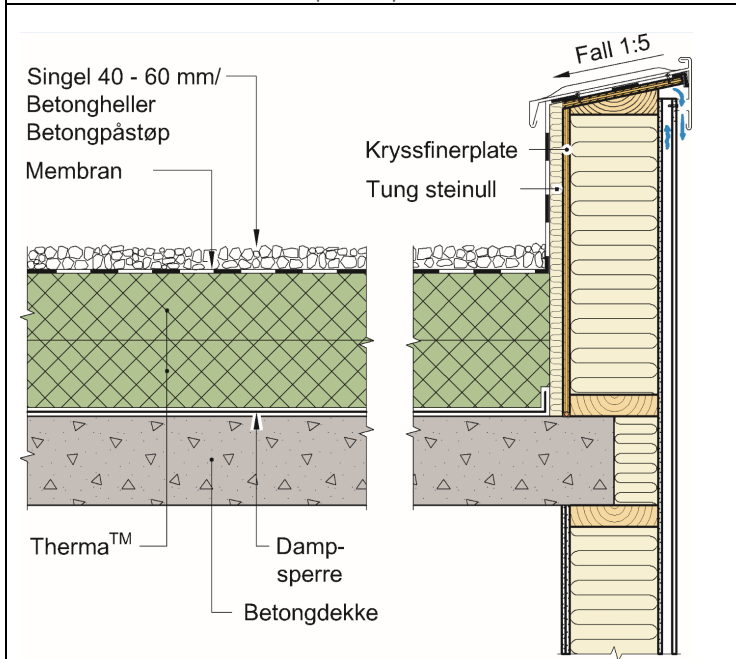 Fall 1:5
Singel 40 - 60 mm/
Betongheller
Betongpåstøp
Membran
Kryssfinerplate
Tung steinull
Therma™
Damp-
sperre
Betongdekke